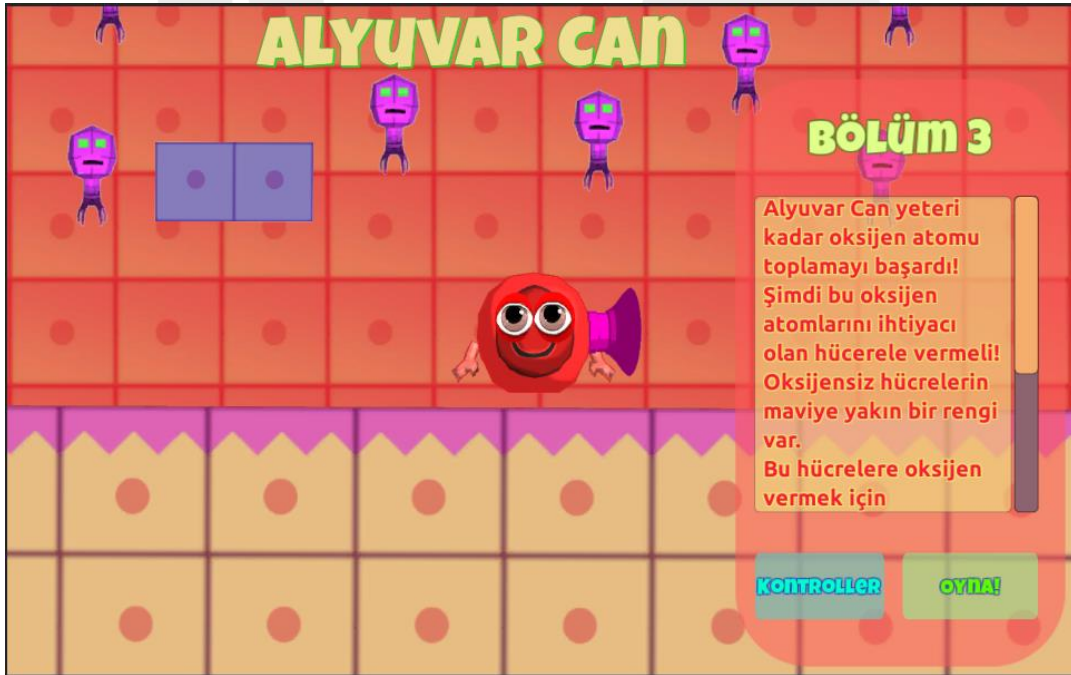 ALYUVAR CAN
BÖLÜM 3
Alyuvar Can yeteri
kadar oksijen atomu
toplamayı başardı!
Şimdi bu oksijen
atomlarını ihtiyacı
olan hücerele vermeli!
Oksijensiz hücrelerin
maviye yakın bir rengi
var.
Bu hücrelere oksijen
vermek için
KONTROLLER
OYNA!